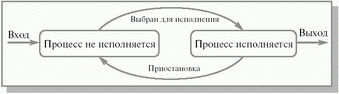 Выбран для исполнения
Вход
Выход
Процесс не исполняется
Процесс исполняется
Приостановка